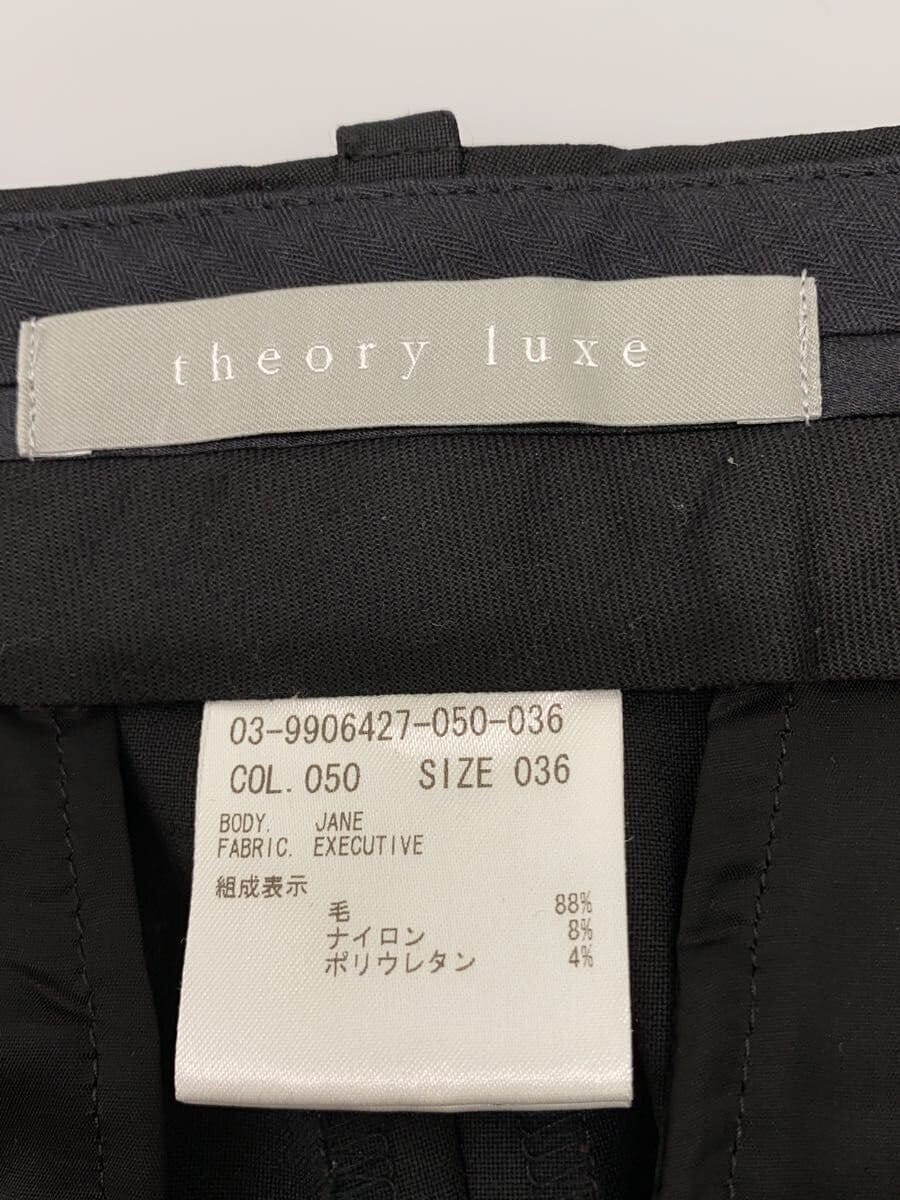 theory luxe
03-9906427-050-036
COL. 050 SIZE 036
BODY. JANE
FABRIC. EXECUTIVE
組成表示
毛 88%
ナイロン 8%
ポリウレタン 4%